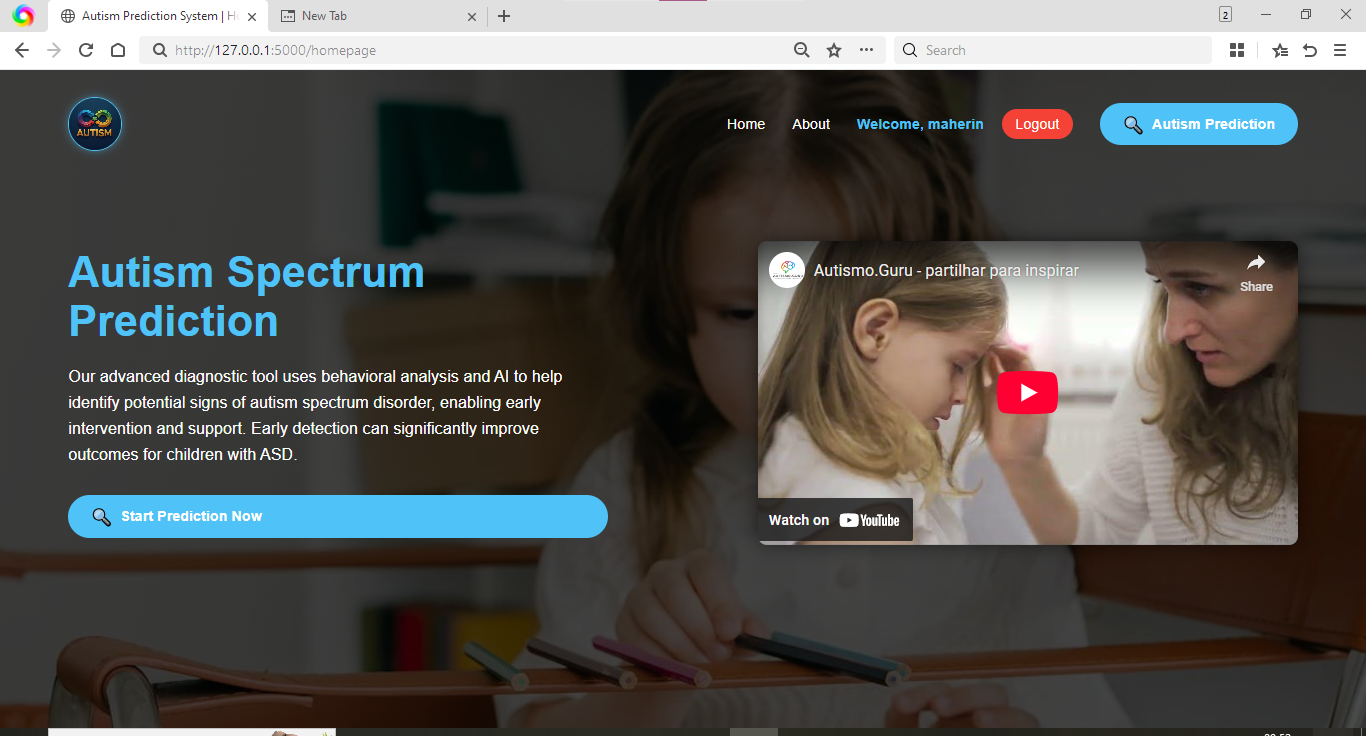 Autism Prediction System | H
New Tab
2
http://127.0.0.1:5000/homepage
Search
AUTISM
Home
About
Welcome, maherin
Logout
Autism Prediction
Autism Spectrum
Prediction
Our advanced diagnostic tool uses behavioral analysis and AI to help
identify potential signs of autism spectrum disorder, enabling early
intervention and support. Early detection can significantly improve
outcomes for children with ASD.
Start Prediction Now
Autismo.Guru - partilhar para inspirar
Share
Watch on YouTube